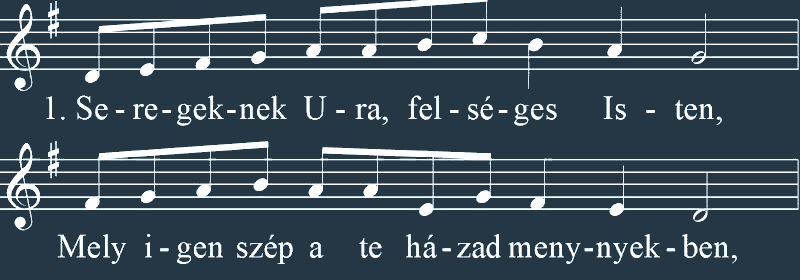 1. Se - re - gek - nek U - ra, fel - sé - ges Is - ten,
Mely i - gen szép a te há - zad meny - nyek - ben,